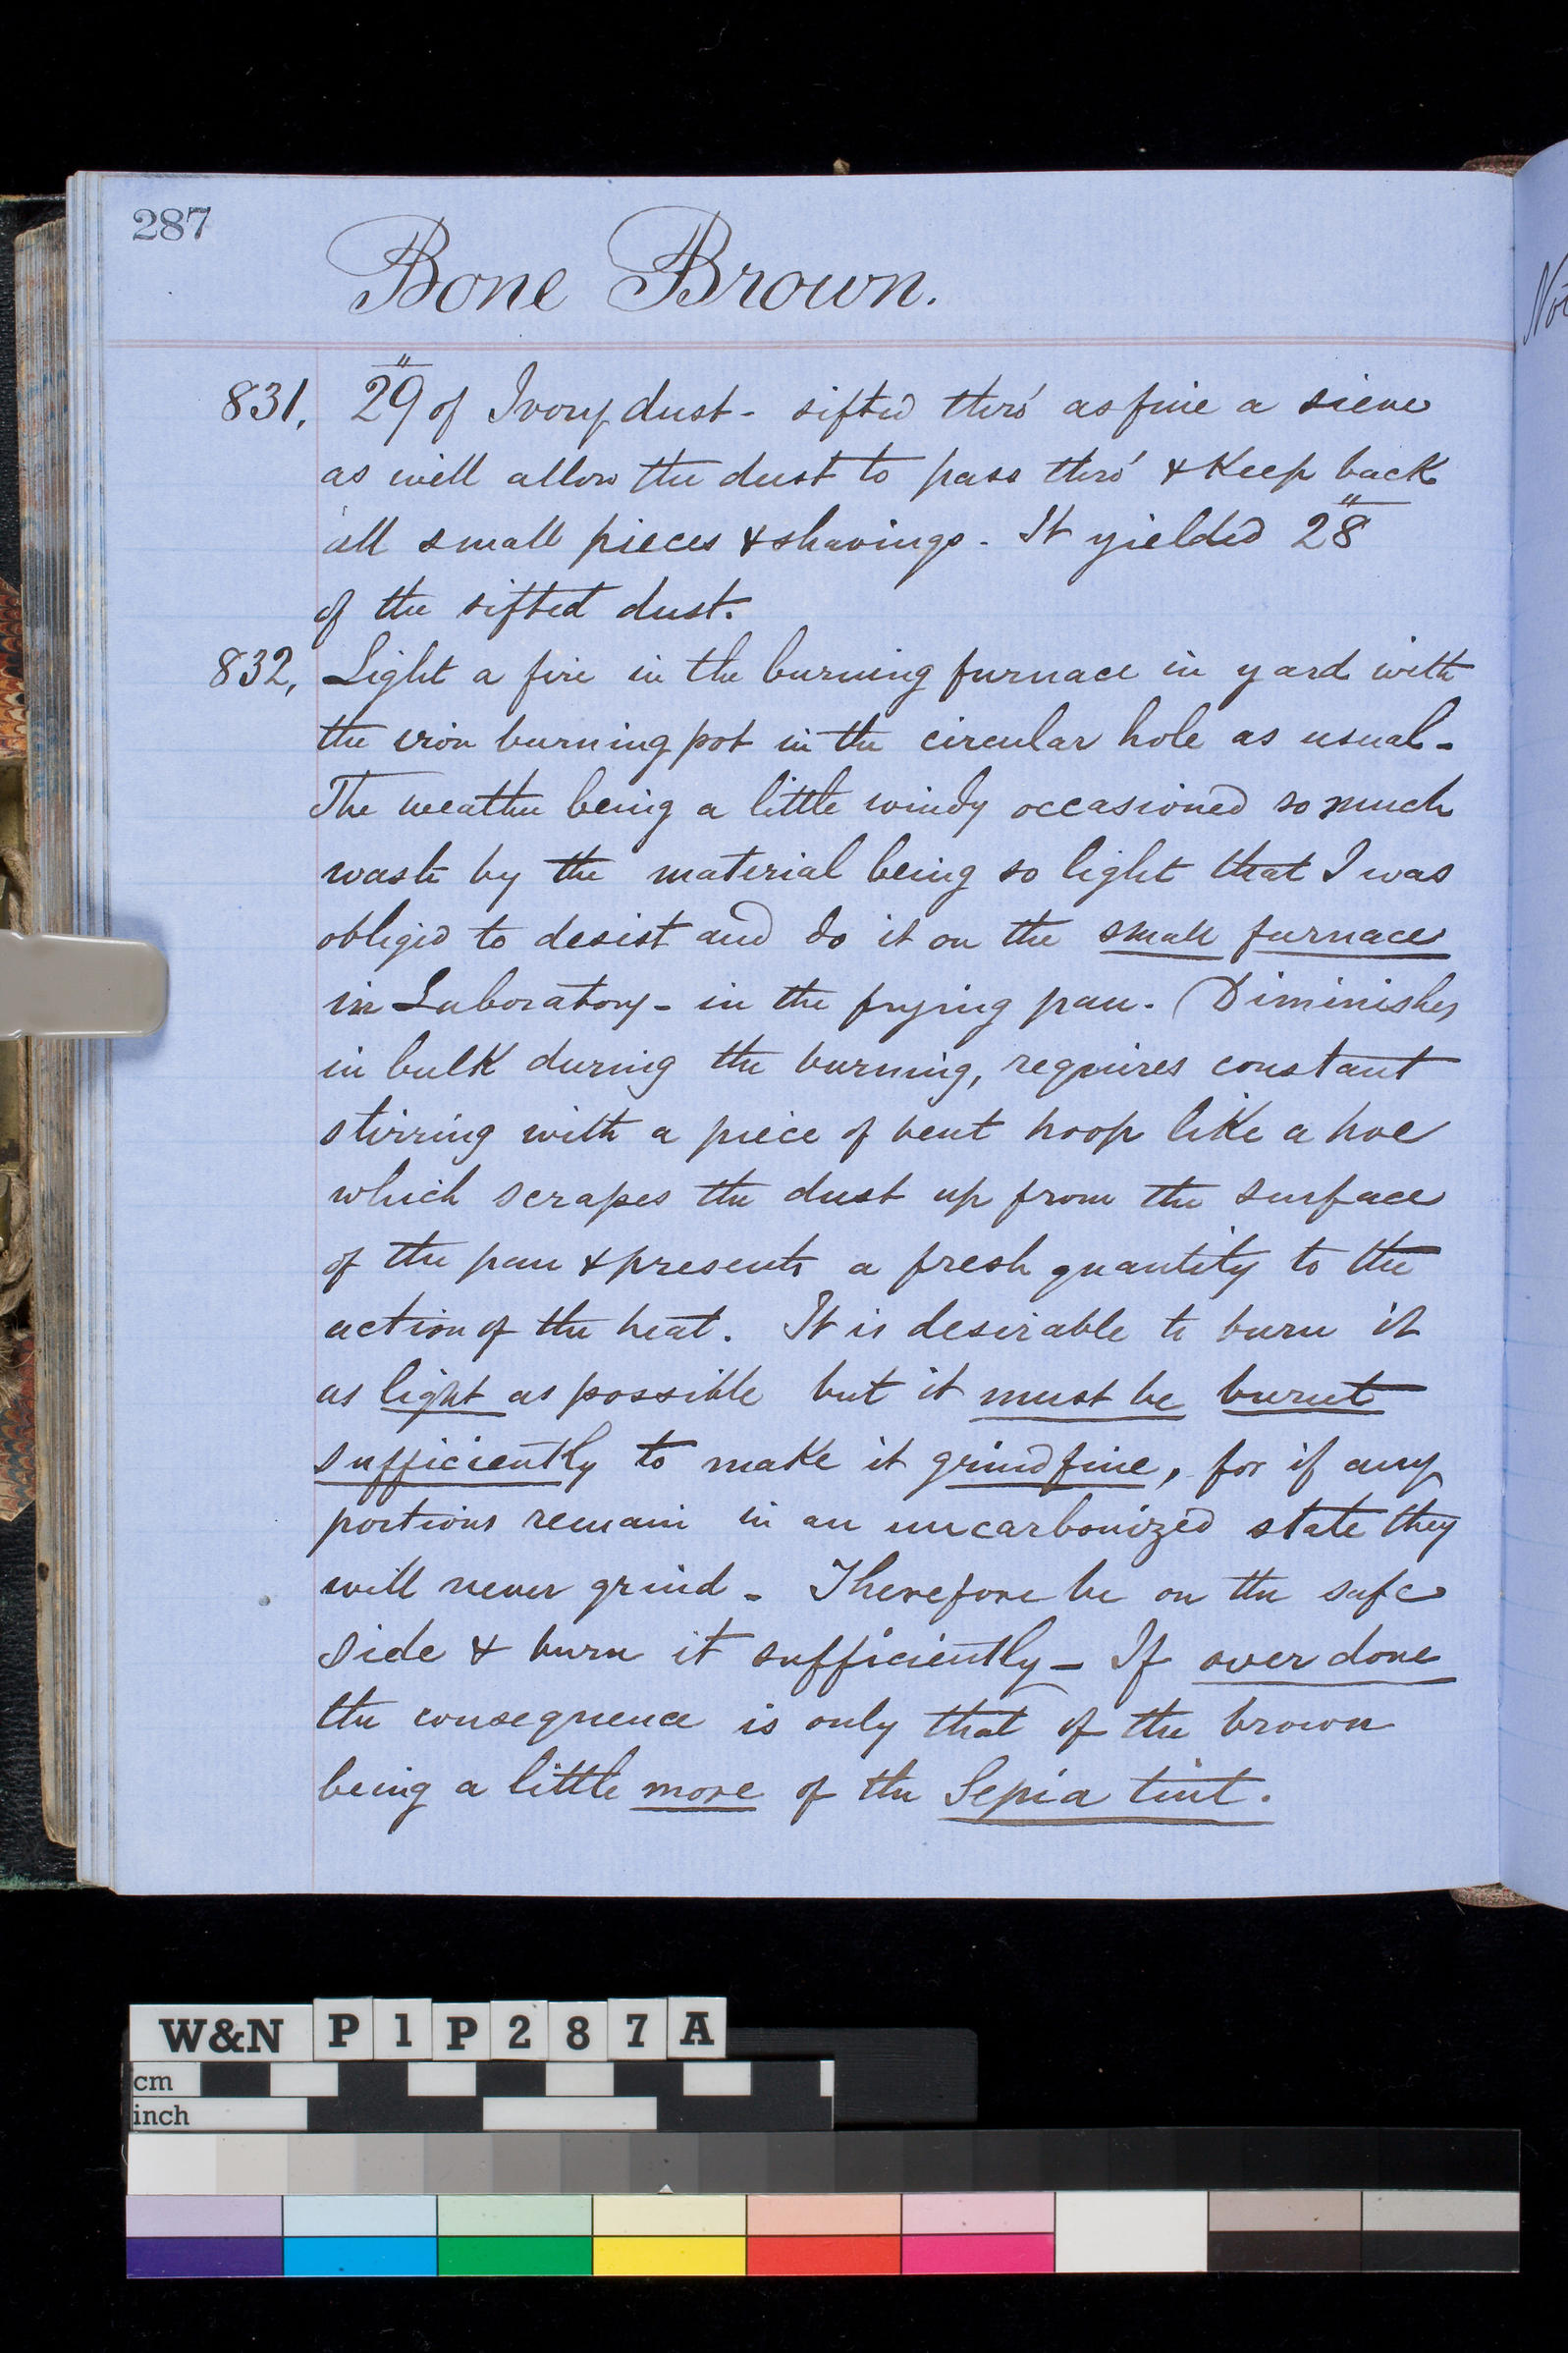 287
Bone Brown.
831, 29" of Ivory dust - sifted thro' as fine a sieve
as will allow the dust to pass thro' & Keep back
all small pieces & shavings - It yielded 28"
of the sifted dust.
832, Light a fire in the burning furnace in yard with
the iron burning pot in the circular hole as usual -
The weather being a little windy occasioned so much
waste by the material being so light that I was
obliged to desist and do it on the small furnace
in Laboratory - in the frying pan. (Diminishes
in bulk during the burning, requires constant
stirring with a piece of bent hoop like a hoe
which scrapes the dust up from the surface
of the pan & presents a fresh quantity to the
action of the heat. It is desirable to burn it
as light as possible but it must be burnt
sufficiently to make it grind fine, for if any
portions remain in an uncarbonized state they
will never grind - Therefore be on the safe
side & burn it sufficiently - If over done
the consequence is only that of the brown
being a little more of the Sepia tint.
W&N P1P287A
cm
inch